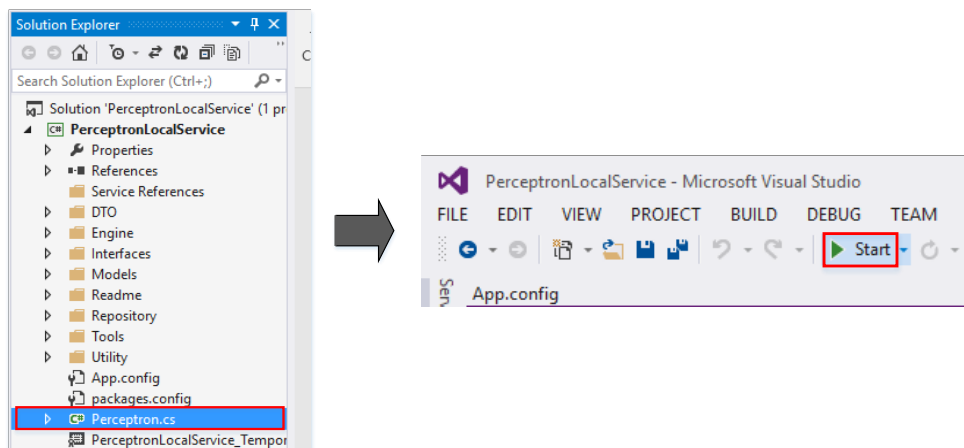 Solution Explorer
Search Solution Explorer (Ctrl+;)
Solution 'PerceptronLocalService' (1 pr
C# PerceptronLocalService
Properties
References
Service References
DTO
Engine
Interfaces
Models
Readme
Repository
Tools
Utility
App.config
packages.config
C# Perceptron.cs
PerceptronLocalService_Tempor
PerceptronLocalService - Microsoft Visual Studio
FILE EDIT VIEW PROJECT BUILD DEBUG TEAM
Start
Serv
App.config